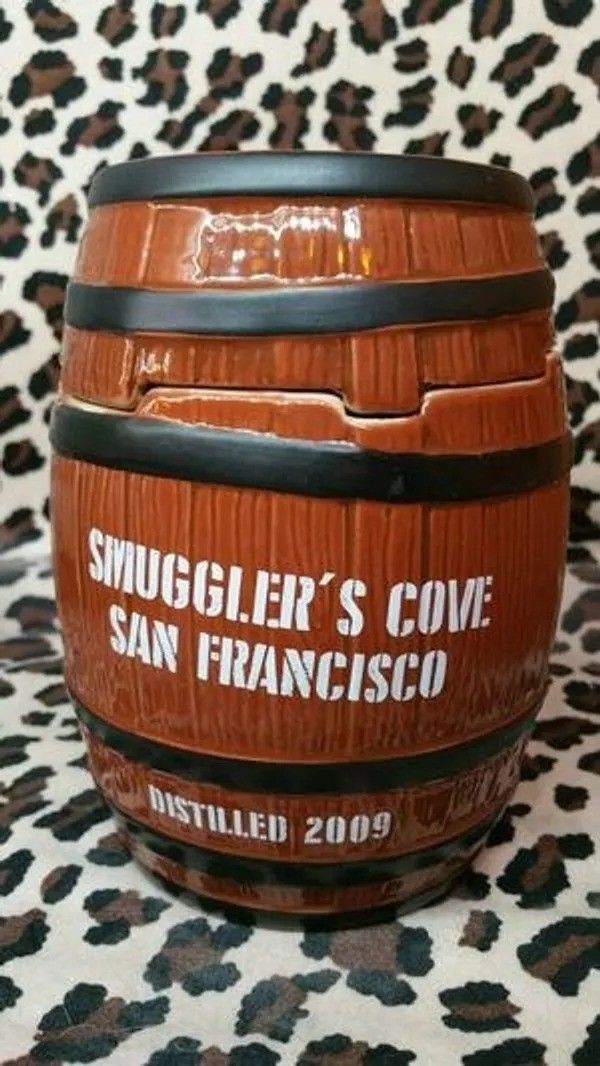 SMUGGLER´S COVE
SAN FRANCISCO
DISTILLED 2009